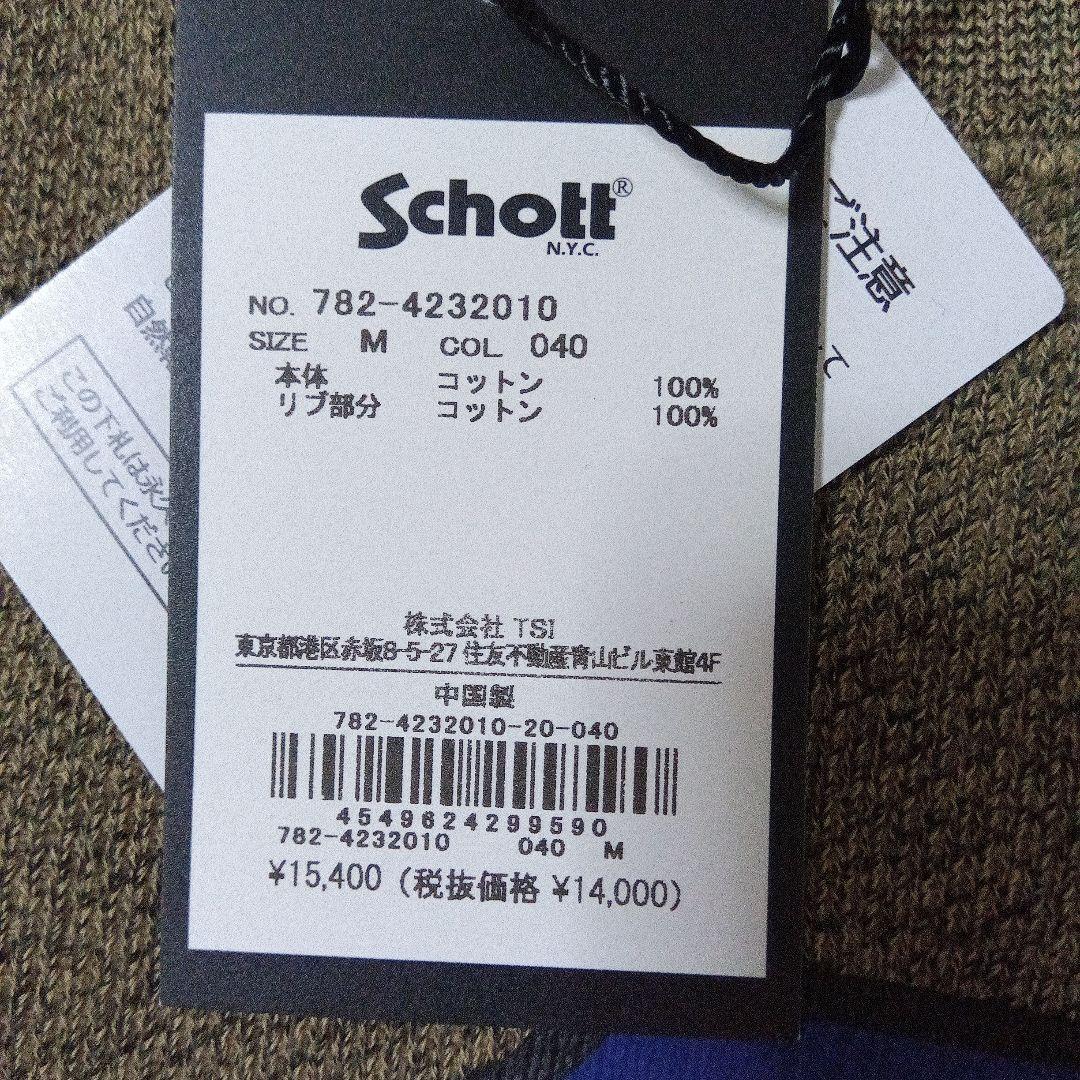 Schott®
N.Y.C.
NO. 782-4232010
SIZE M COL 040
本体 コットン 100%
リブ部分 コットン 100%
株式会社 TSI
東京都港区赤坂8-5-27 住友不動産青山ビル東館4F
中国製
782-4232010-20-040
4549624299590
782-4232010 040 M
¥15,400 (税抜価格 ¥14,000)
ご注意
て
自然
この下札は永久
ご利用してください